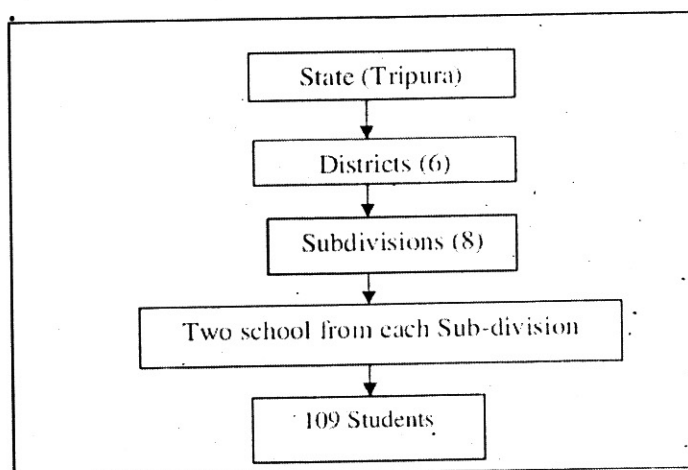 State (Tripura)
Districts (6)
Subdivisions (8)
Two school from each Sub-division
109 Students